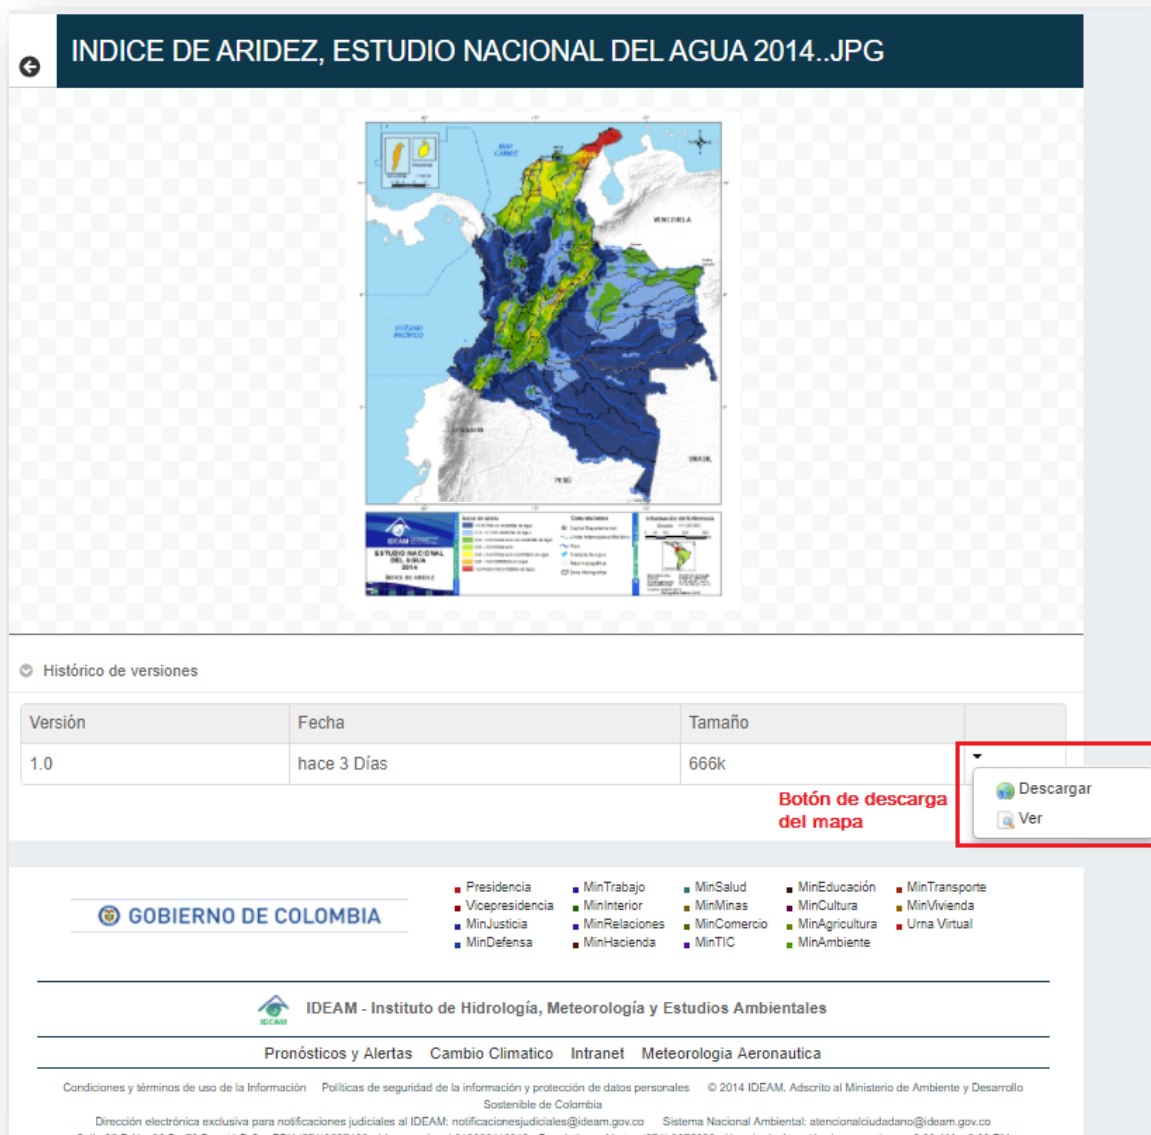 INDICE DE ARIDEZ, ESTUDIO NACIONAL DEL AGUA 2014..JPG
MAR CARIBE
VENEZUELA
OCÉANO PACÍFICO
ECUADOR
BRASIL
PERÚ
IDEAM
ESTUDIO NACIONAL
DEL AGUA
2014
ÍNDICE DE ARIDEZ
Histórico de versiones
Versión Fecha Tamaño
1.0 hace 3 Días 666k
Descargar
Ver
Botón de descarga
del mapa
GOBIERNO DE COLOMBIA
Presidencia MinTrabajo MinSalud MinEducación MinTransporte
Vicepresidencia MinInterior MinMinas MinCultura MinVivienda
MinJusticia MinRelaciones MinComercio MinAgricultura Urna Virtual
MinDefensa MinHacienda MinTIC MinAmbiente
IDEAM
IDEAM - Instituto de Hidrología, Meteorología y Estudios Ambientales
Pronósticos y Alertas Cambio Climatico Intranet Meteorologia Aeronautica
Condiciones y términos de uso de la Información Políticas de seguridad de la información y protección de datos personales © 2014 IDEAM. Adscrito al Ministerio de Ambiente y Desarrollo
Sostenible de Colombia
Dirección electrónica exclusiva para notificaciones judiciales al IDEAM: notificacionesjudiciales@ideam.gov.co Sistema Nacional Ambiental: atencionalciudadano@ideam.gov.co